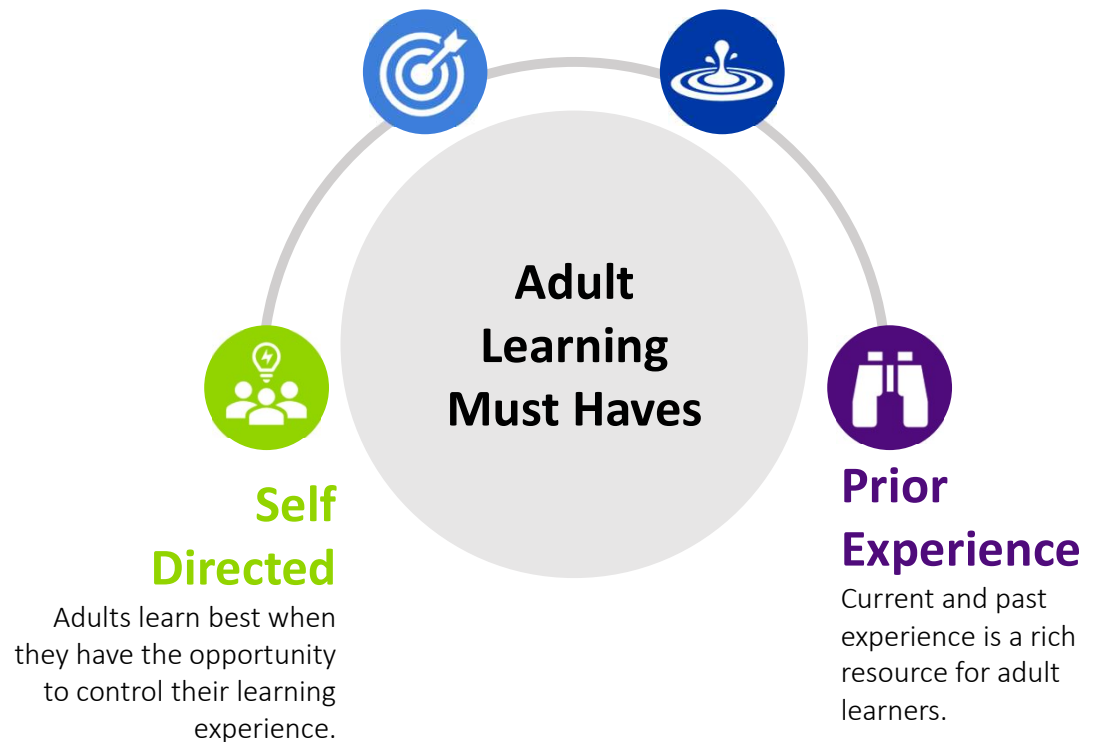 Adult
Learning
Must Haves
Self
Directed
Adults learn best when
they have the opportunity
to control their learning
experience.
Prior
Experience
Current and past
experience is a rich
resource for adult
learners.